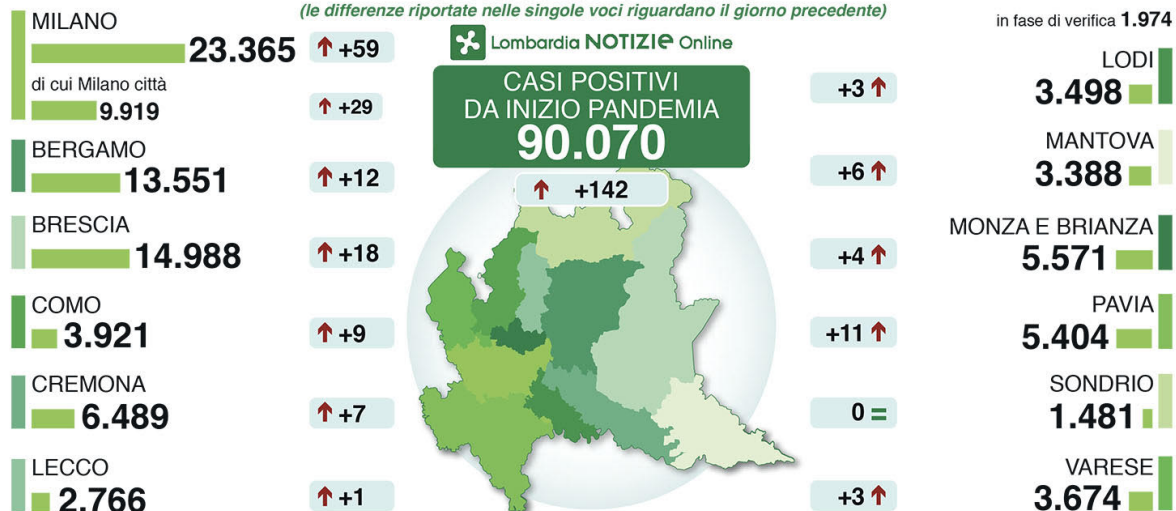 (le differenze riportate nelle singole voci riguardano il giorno precedente)
Lombardia NOTIZIE Online
CASI POSITIVI
DA INIZIO PANDEMIA
90.070
+142
MILANO
23.365 +59
di cui Milano città
9.919 +29
BERGAMO
13.551 +12
BRESCIA
14.988 +18
COMO
3.921 +9
CREMONA
6.489 +7
LECCO
2.766 +1
in fase di verifica 1.974
LODI
+3 3.498
MANTOVA
+6 3.388
MONZA E BRIANZA
+4 5.571
PAVIA
+11 5.404
SONDRIO
0 = 1.481
VARESE
+3 3.674